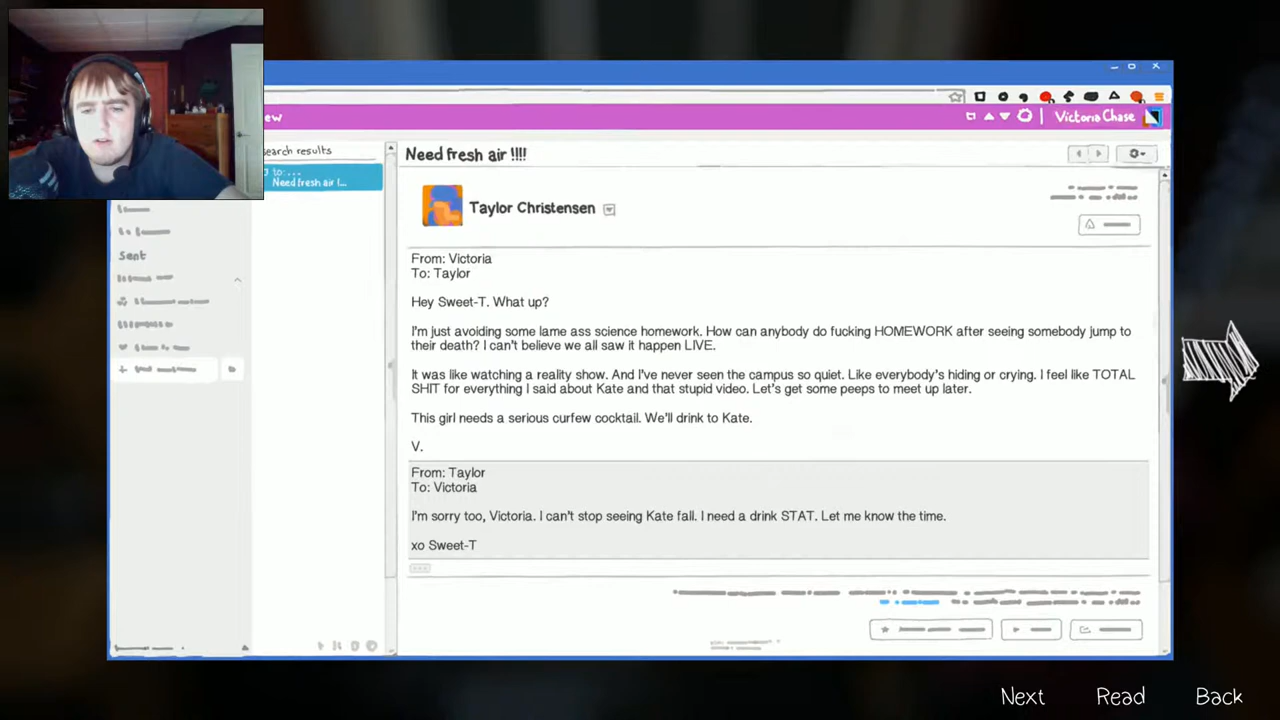 ew
Victoria Chase
search results
to:...
Need fresh air !...
Need fresh air !!!!
Taylor Christensen
Sent
From: Victoria
To: Taylor
Hey Sweet-T. What up?
I'm just avoiding some lame ass science homework. How can anybody do fucking HOMEWORK after seeing somebody jump to
their death? I can't believe we all saw it happen LIVE.
It was like watching a reality show. And I've never seen the campus so quiet. Like everybody's hiding or crying. I feel like TOTAL
SHIT for everything I said about Kate and that stupid video. Let's get some peeps to meet up later.
This girl needs a serious curfew cocktail. We'll drink to Kate.
V.
From: Taylor
To: Victoria
I'm sorry too, Victoria. I can't stop seeing Kate fall. I need a drink STAT. Let me know the time.
xo Sweet-T
Next Read Back